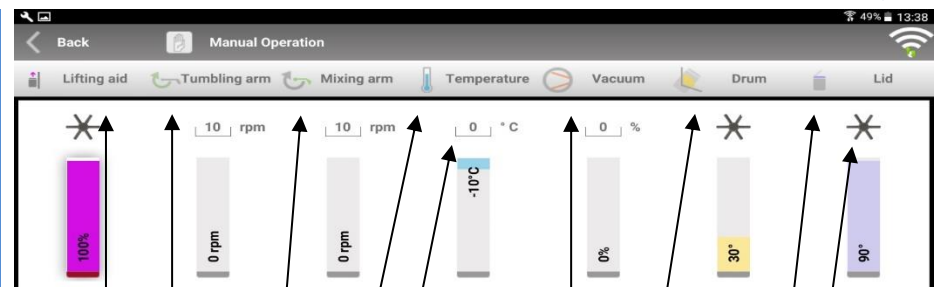 49% 13:38
Back Manual Operation
Lifting aid Tumbling arm Mixing arm Temperature Vacuum Drum Lid
10 rpm 10 rpm 0 °C 0 %
100% 0 rpm 0 rpm -10°C 0% 30° 90°